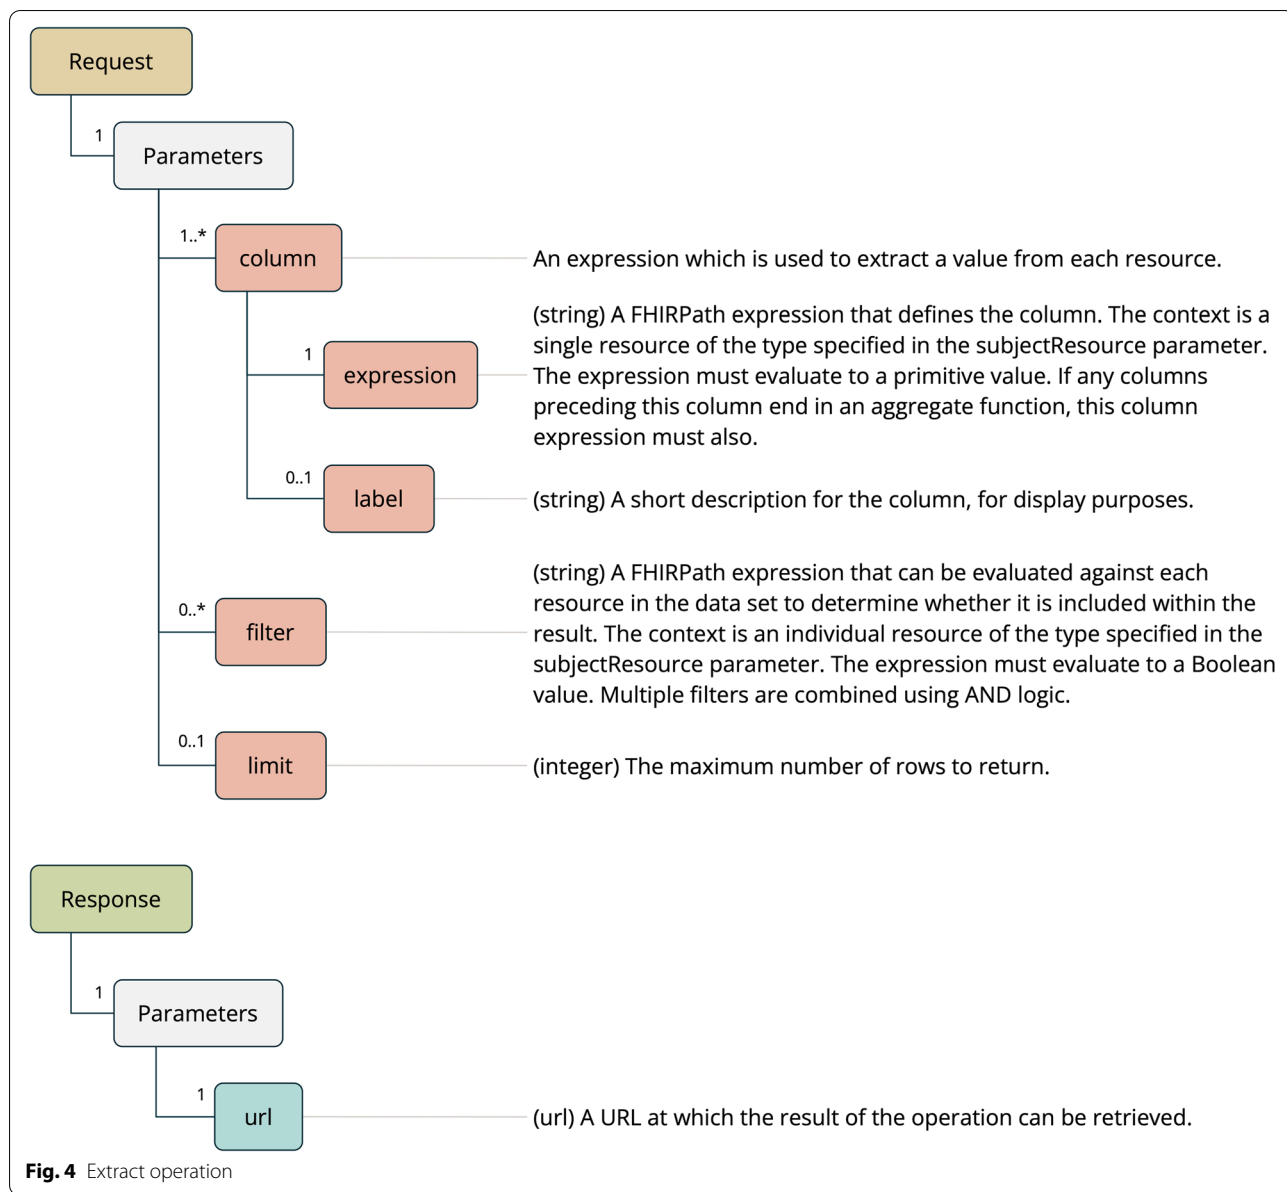 Request
1
Parameters
1..*
column
An expression which is used to extract a value from each resource.
1
expression
(string) A FHIRPath expression that defines the column. The context is a
single resource of the type specified in the subjectResource parameter.
The expression must evaluate to a primitive value. If any columns
preceding this column end in an aggregate function, this column
expression must also.
0..1
label
(string) A short description for the column, for display purposes.
0..*
filter
(string) A FHIRPath expression that can be evaluated against each
resource in the data set to determine whether it is included within the
result. The context is an individual resource of the type specified in the
subjectResource parameter. The expression must evaluate to a Boolean
value. Multiple filters are combined using AND logic.
0..1
limit
(integer) The maximum number of rows to return.
Response
1
Parameters
1
url
(url) A URL at which the result of the operation can be retrieved.
Fig. 4 Extract operation